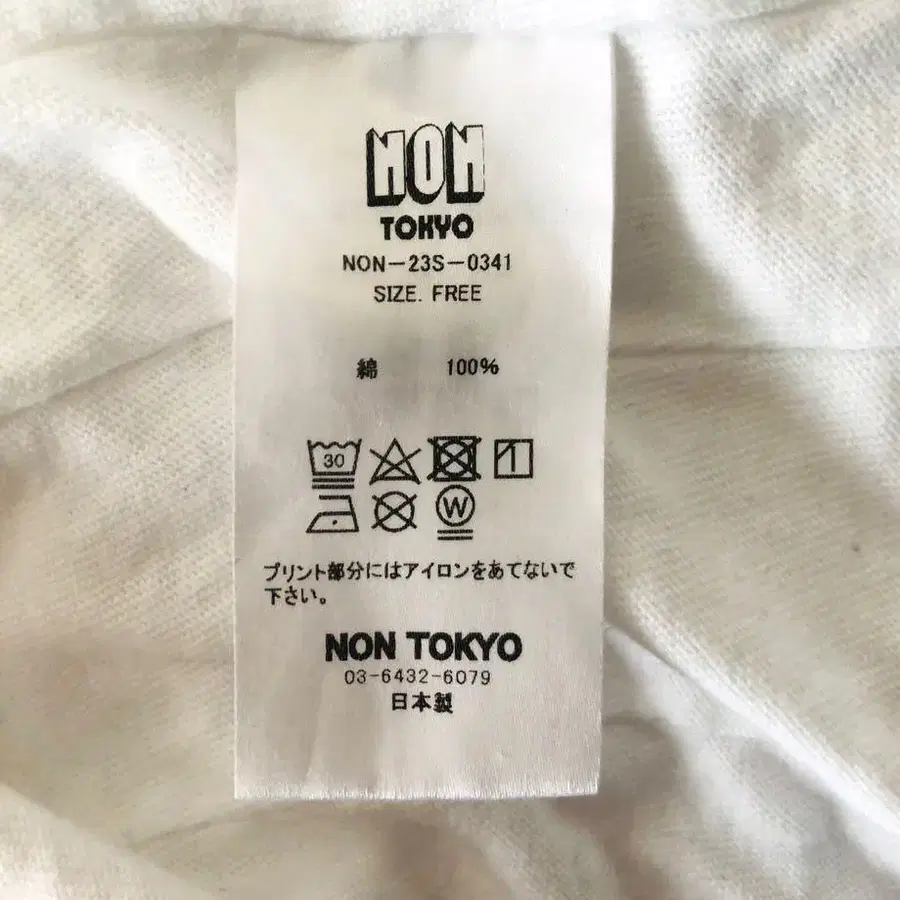 NON
TOKYO
NON-23S-0341
SIZE. FREE
綿 100%
30
W
プリント部分にはアイロンをあてないで
下さい。
NON TOKYO
03-6432-6079
日本製